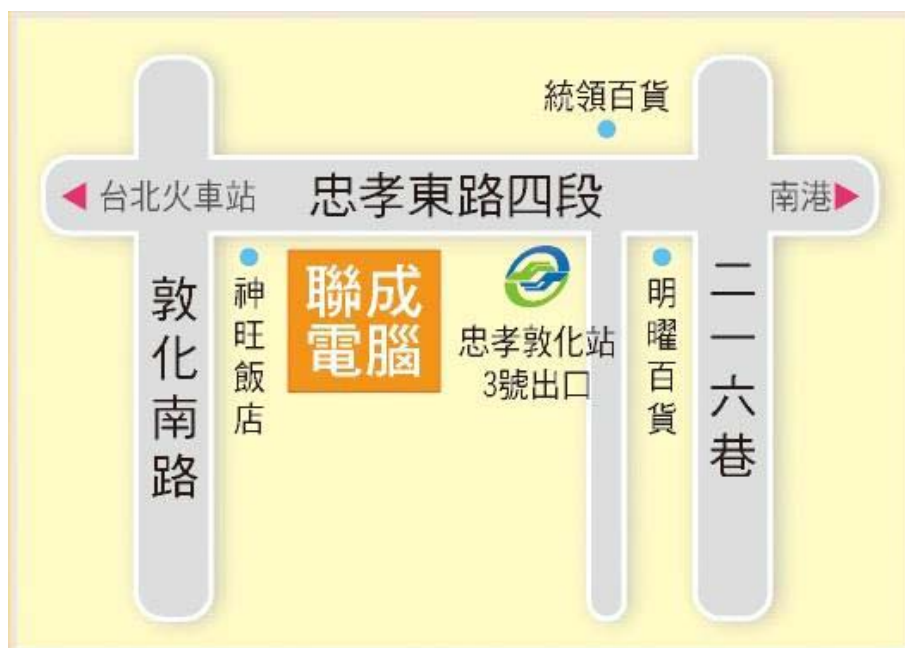 統領百貨
台北火車站
忠孝東路四段
南港
敦化南路
神旺飯店
聯成
電腦
忠孝敦化站
3號出口
明曜百貨
二一六巷